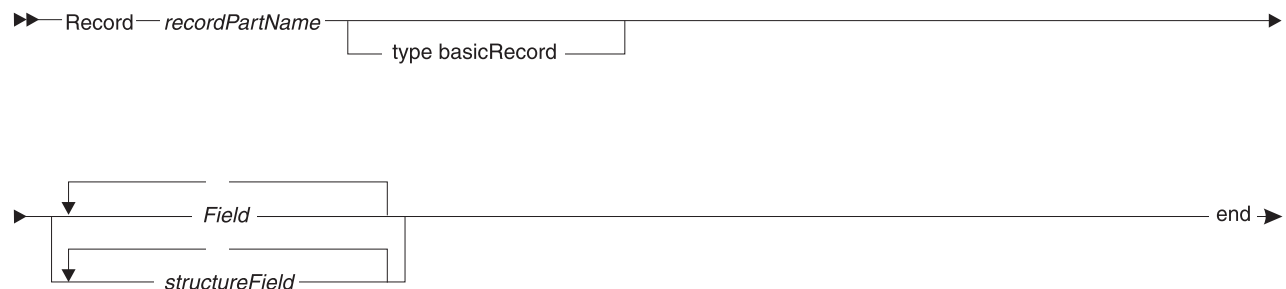 Record recordPartName
type basicRecord
Field
end
structureField